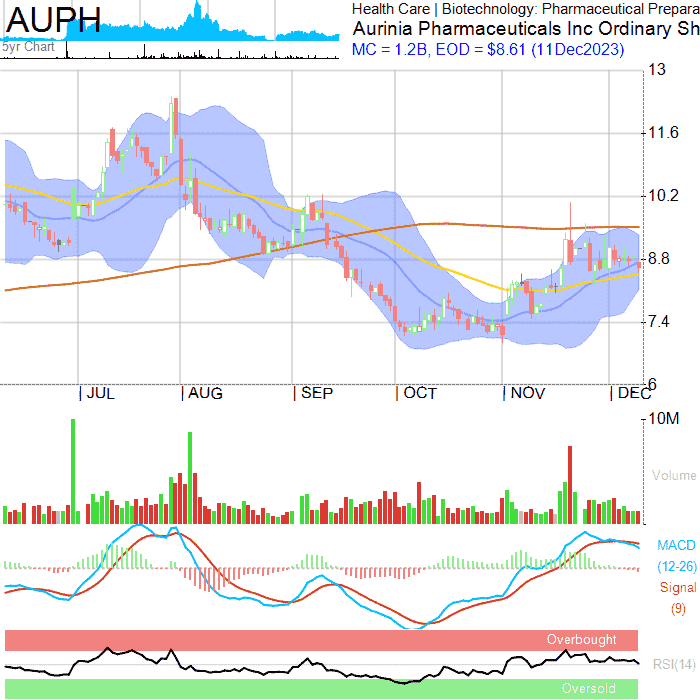 AUPH
5yr Chart
Health Care | Biotechnology: Pharmaceutical Prepara
Aurinia Pharmaceuticals Inc Ordinary Sh
MC = 1.2B, EOD = $8.61 (11Dec2023)
13
11.6
10.2
8.8
7.4
6
| JUL | AUG | SEP | OCT | NOV | DEC
10M
Volume
MACD
(12-26)
Signal
(9)
Overbought
RSI(14)
Oversold